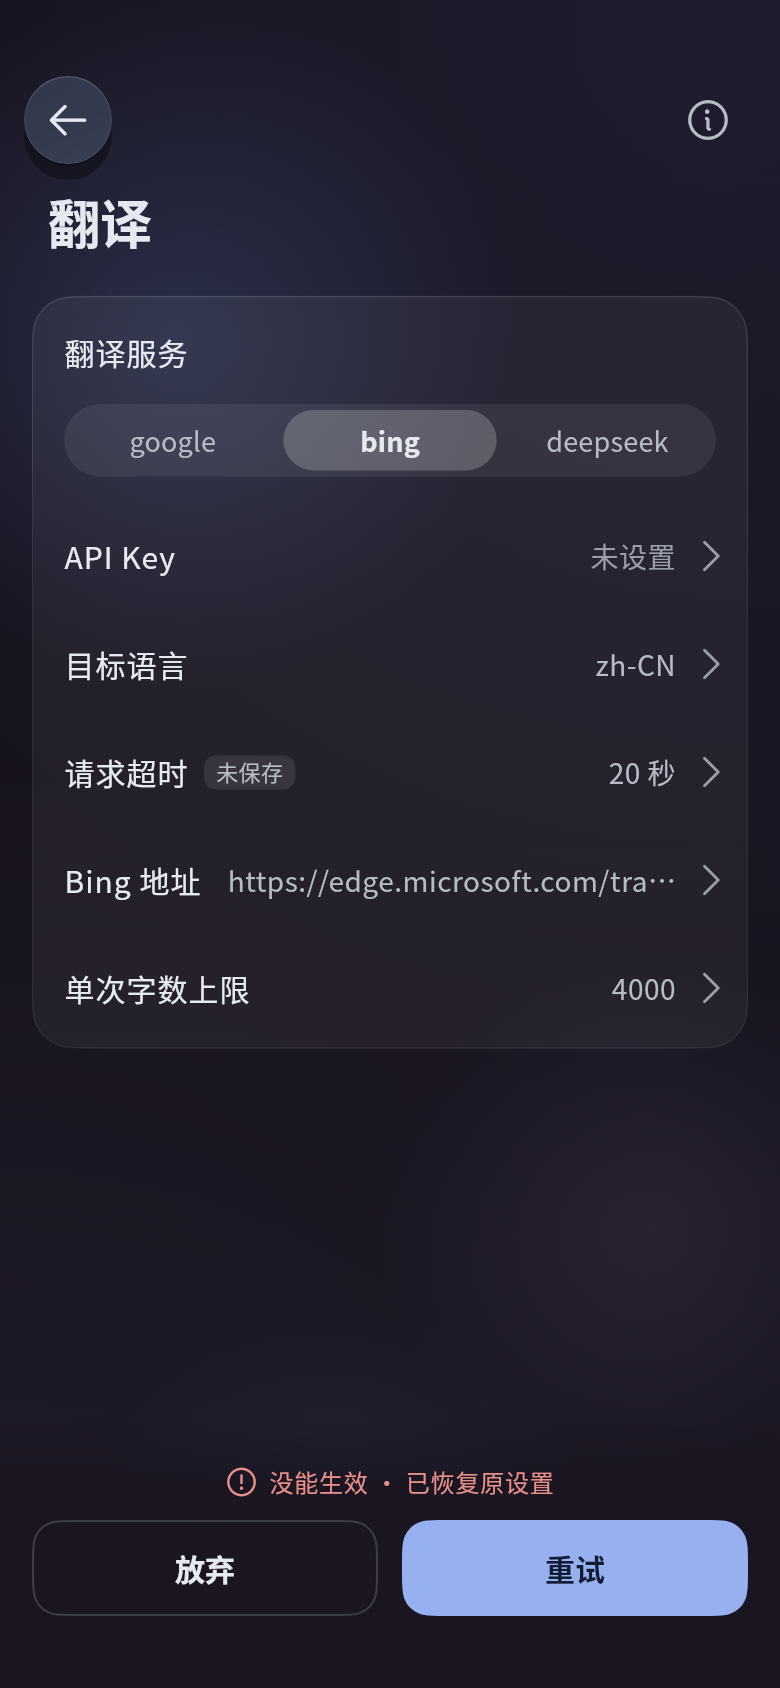 翻译
翻译服务
google bing deepseek
API Key 未设置
目标语言 zh-CN
请求超时 未保存 20 秒
Bing 地址 https://edge.microsoft.com/tra…
单次字数上限 4000
没能生效 · 已恢复原设置
放弃 重试